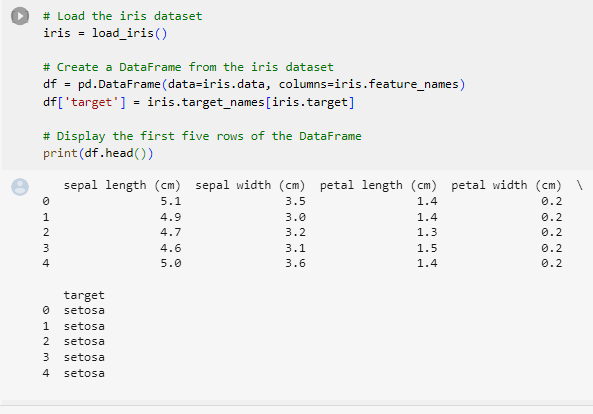 # Load the iris dataset
iris = load_iris()
# Create a DataFrame from the iris dataset
df = pd.DataFrame(data=iris.data, columns=iris.feature_names)
df['target'] = iris.target_names[iris.target]
# Display the first five rows of the DataFrame
print(df.head())
sepal length (cm) sepal width (cm) petal length (cm) petal width (cm) \
0 5.1 3.5 1.4 0.2
1 4.9 3.0 1.4 0.2
2 4.7 3.2 1.3 0.2
3 4.6 3.1 1.5 0.2
4 5.0 3.6 1.4 0.2
target
0 setosa
1 setosa
2 setosa
3 setosa
4 setosa